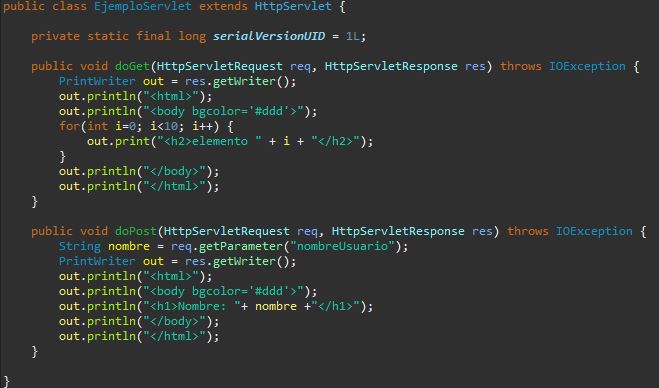 public class EjemploServlet extends HttpServlet {
private static final long serialVersionUID = 1L;
public void doGet(HttpServletRequest req, HttpServletResponse res) throws IOException {
PrintWriter out = res.getWriter();
out.println("<html>");
out.println("<body bgcolor='#ddd'>");
for(int i=0; i<10; i++) {
out.print("<h2>elemento " + i + "</h2>");
}
out.println("</body>");
out.println("</html>");
}
public void doPost(HttpServletRequest req, HttpServletResponse res) throws IOException {
String nombre = req.getParameter("nombreUsuario");
PrintWriter out = res.getWriter();
out.println("<html>");
out.println("<body bgcolor='#ddd'>");
out.println("<h1>Nombre: "+ nombre +"</h1>");
out.println("</body>");
out.println("</html>");
}
}